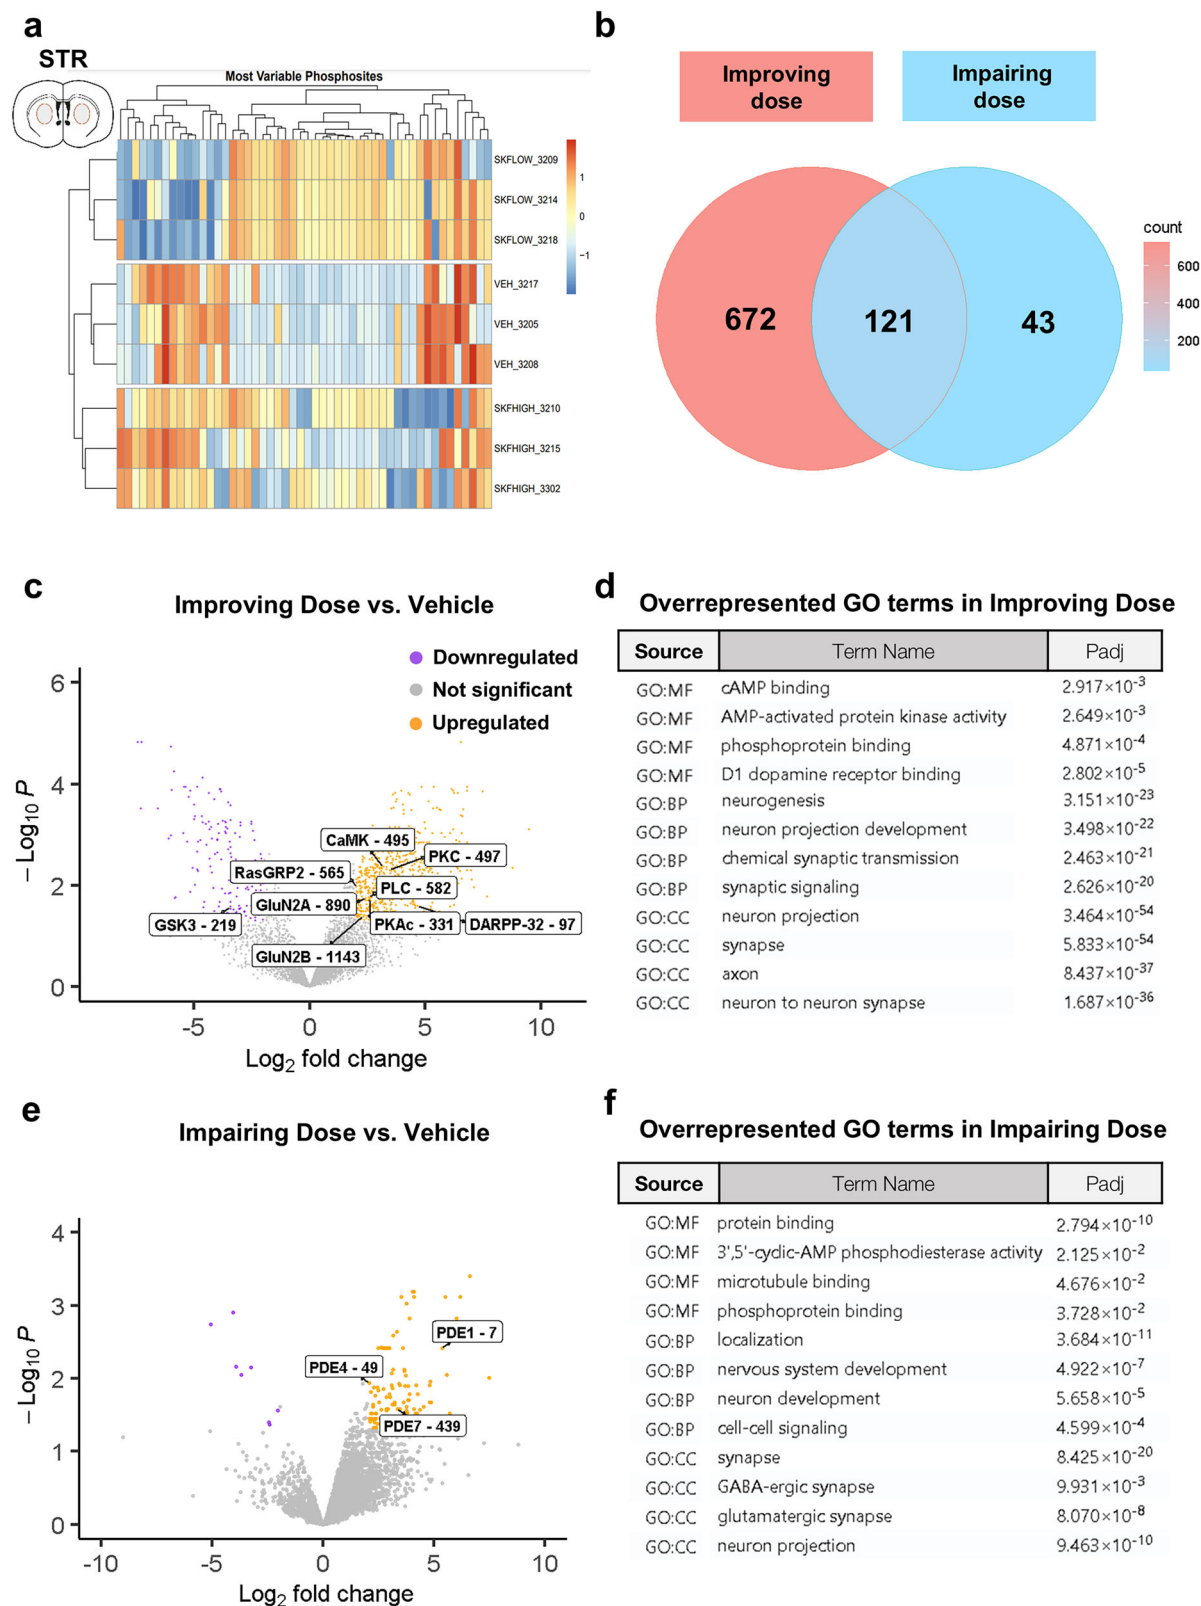 a
STR
Most Variable Phosphosites
SKFLOW_3209
SKFLOW_3214
SKFLOW_3218
VEH_3217
VEH_3205
VEH_3208
SKFHIGH_3210
SKFHIGH_3215
SKFHIGH_3302
1
0
−1
b
Improving
dose
Impairing
dose
672
121
43
count
600
400
200
c
Improving Dose vs. Vehicle
Downregulated
Not significant
Upregulated
6
4
2
0
− Log10 P
CaMK - 495
PKC - 497
RasGRP2 - 565
PLC - 582
GluN2A - 890
GSK3 - 219
PKAc - 331
DARPP-32 - 97
GluN2B - 1143
-5 0 5 10
Log2 fold change
d
Overrepresented GO terms in Improving Dose
Source Term Name Padj
GO:MF cAMP binding 2.917×10-3
GO:MF AMP-activated protein kinase activity 2.649×10-3
GO:MF phosphoprotein binding 4.871×10-4
GO:MF D1 dopamine receptor binding 2.802×10-5
GO:BP neurogenesis 3.151×10-23
GO:BP neuron projection development 3.498×10-22
GO:BP chemical synaptic transmission 2.463×10-21
GO:BP synaptic signaling 2.626×10-20
GO:CC neuron projection 3.464×10-54
GO:CC synapse 5.833×10-54
GO:CC axon 8.437×10-37
GO:CC neuron to neuron synapse 1.687×10-36
e
Impairing Dose vs. Vehicle
4
3
2
1
0
− Log10 P
PDE1 - 7
PDE4 - 49
PDE7 - 439
-10 -5 0 5 10
Log2 fold change
f
Overrepresented GO terms in Impairing Dose
Source Term Name Padj
GO:MF protein binding 2.794×10-10
GO:MF 3',5'-cyclic-AMP phosphodiesterase activity 2.125×10-2
GO:MF microtubule binding 4.676×10-2
GO:MF phosphoprotein binding 3.728×10-2
GO:BP localization 3.684×10-11
GO:BP nervous system development 4.922×10-7
GO:BP neuron development 5.658×10-5
GO:BP cell-cell signaling 4.599×10-4
GO:CC synapse 8.425×10-20
GO:CC GABA-ergic synapse 9.931×10-3
GO:CC glutamatergic synapse 8.070×10-8
GO:CC neuron projection 9.463×10-10